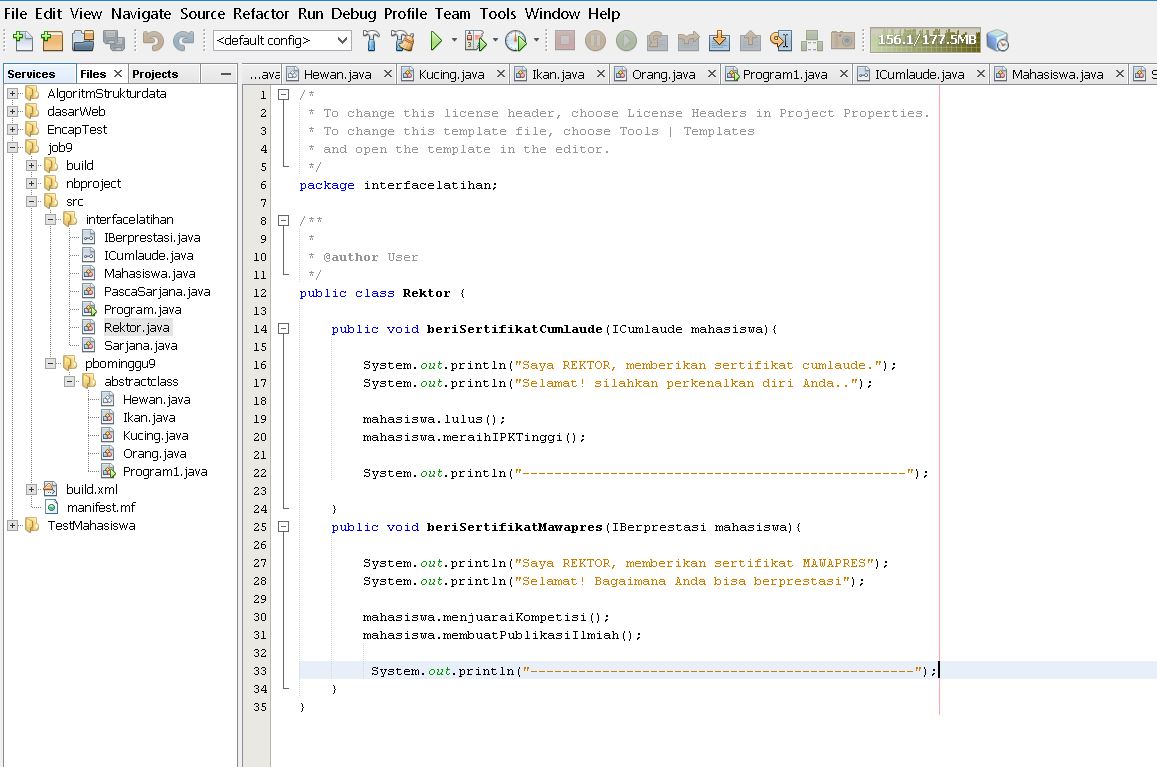 File Edit View Navigate Source Refactor Run Debug Profile Team Tools Window Help
<default config> 156.1/177.5MB
Services Files Projects
...ava Hewan.java Kucing.java Ikan.java Orang.java Program1.java ICumlaude.java Mahasiswa.java S
AlgoritmStrukturdata
dasarWeb
EncapTest
job9
build
nbproject
src
interfacelatihan
IBerprestasi.java
ICumlaude.java
Mahasiswa.java
PascaSarjana.java
Program.java
Rektor.java
Sarjana.java
pbominggu9
abstractclass
Hewan.java
Ikan.java
Kucing.java
Orang.java
Program1.java
build.xml
manifest.mf
TestMahasiswa
1 /*
2 * To change this license header, choose License Headers in Project Properties.
3 * To change this template file, choose Tools | Templates
4 * and open the template in the editor.
5 */
6 package interfacelatihan;
7
8 /**
9 *
10 * @author User
11 */
12 public class Rektor {
13
14 public void beriSertifikatCumlaude(ICumlaude mahasiswa){
15
16 System.out.println("Saya REKTOR, memberikan sertifikat cumlaude.");
17 System.out.println("Selamat! silahkan perkenalkan diri Anda..");
18
19 mahasiswa.lulus();
20 mahasiswa.meraihIPKTinggi();
21
22 System.out.println("------------------------------------------------");
23
24 }
25 public void beriSertifikatMawapres(IBerprestasi mahasiswa){
26
27 System.out.println("Saya REKTOR, memberikan sertifikat MAWAPRES");
28 System.out.println("Selamat! Bagaimana Anda bisa berprestasi");
29
30 mahasiswa.menjuaraiKompetisi();
31 mahasiswa.membuatPublikasiIlmiah();
32
33 System.out.println("------------------------------------------------");
34 }
35 }